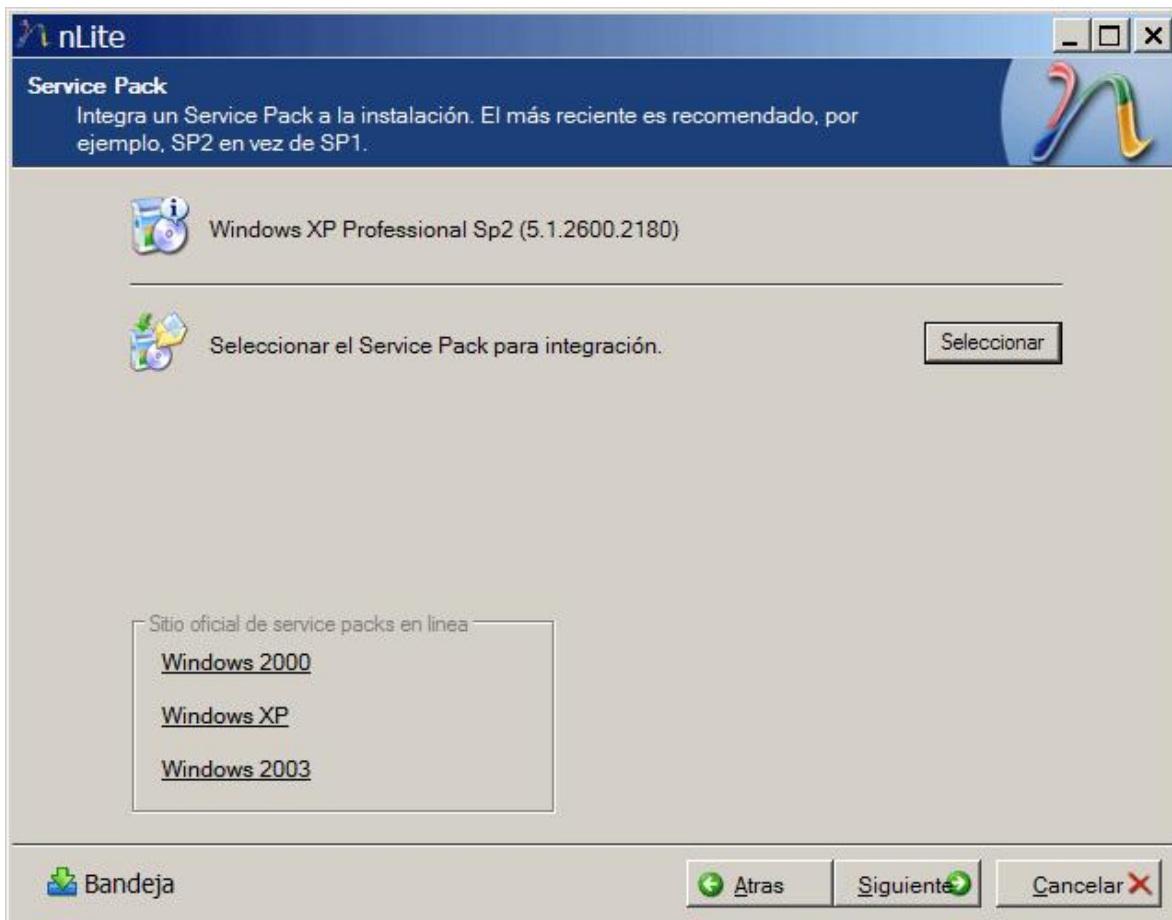 nLite
Service Pack
Integra un Service Pack a la instalación. El más reciente es recomendado, por
ejemplo, SP2 en vez de SP1.
Windows XP Professional Sp2 (5.1.2600.2180)
Seleccionar el Service Pack para integración.
Seleccionar
Sitio oficial de service packs en linea
Windows 2000
Windows XP
Windows 2003
Bandeja
Atras
Siguiente
Cancelar